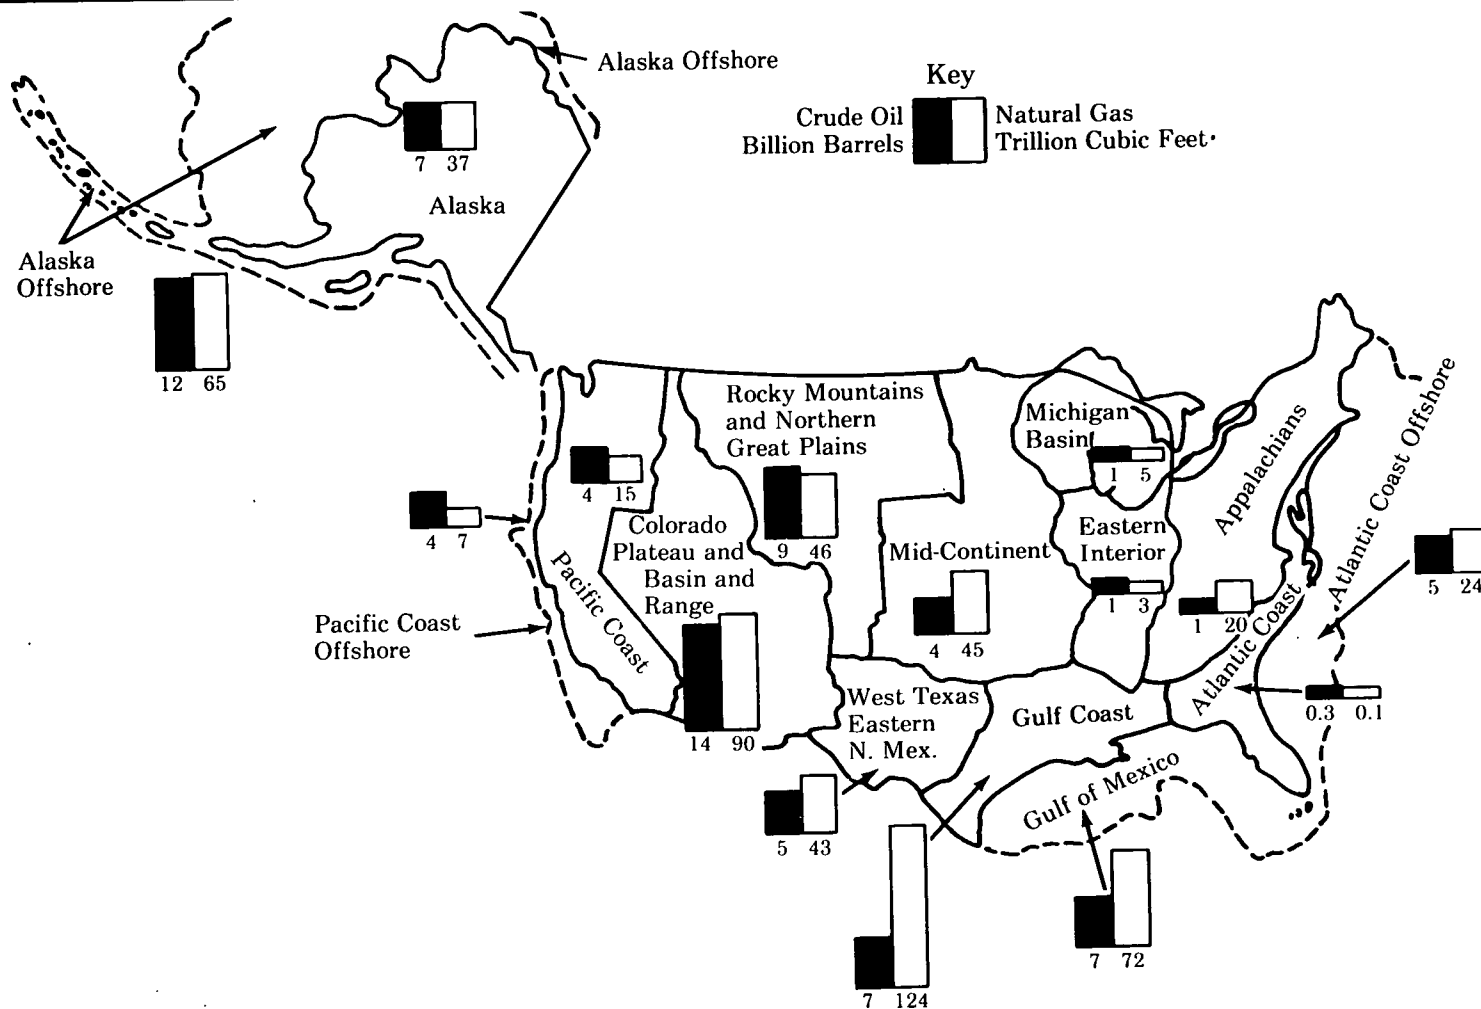 Alaska Offshore
Key
Crude Oil
Billion Barrels
Natural Gas
Trillion Cubic Feet
7 37
Alaska
Alaska
Offshore
12 65
Rocky Mountains
and Northern
Great Plains
9 46
Michigan
Basin
1 5
Appalachians
1 20
Atlantic Coast Offshore
5 24
4 15
4 7
Colorado
Plateau and
Basin and
Range
14 90
Mid-Continent
4 45
Eastern
Interior
1 3
Pacific Coast
Pacific Coast
Offshore
Atlantic Coast
0.3 0.1
West Texas
Eastern
N. Mex.
5 43
Gulf Coast
7 124
Gulf of Mexico
7 72